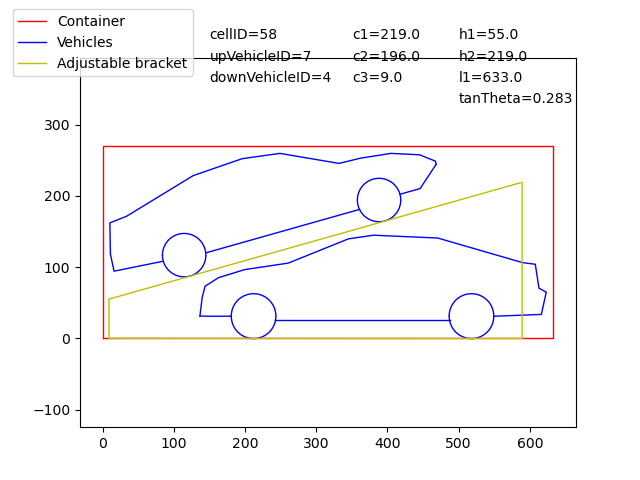 Container
Vehicles
Adjustable bracket
cellID=58 c1=219.0 h1=55.0
upVehicleID=7 c2=196.0 h2=219.0
downVehicleID=4 c3=9.0 l1=633.0
tanTheta=0.283
300
200
100
0
−100
0 100 200 300 400 500 600